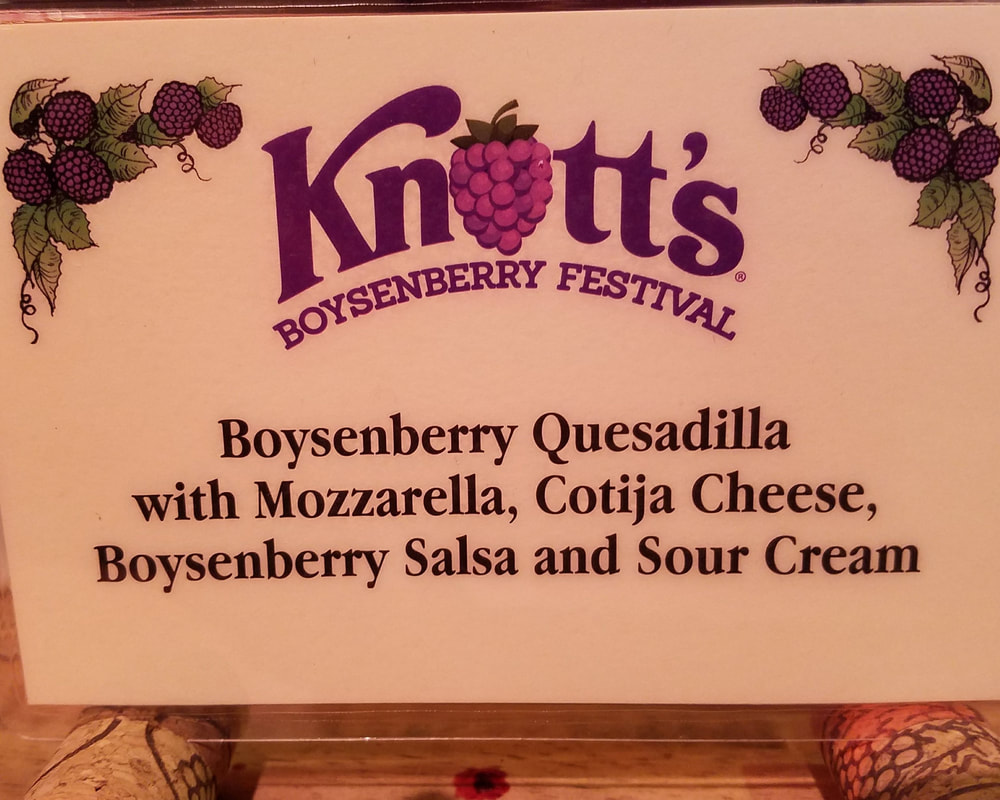 Knott's®
BOYSENBERRY FESTIVAL
Boysenberry Quesadilla
with Mozzarella, Cotija Cheese,
Boysenberry Salsa and Sour Cream